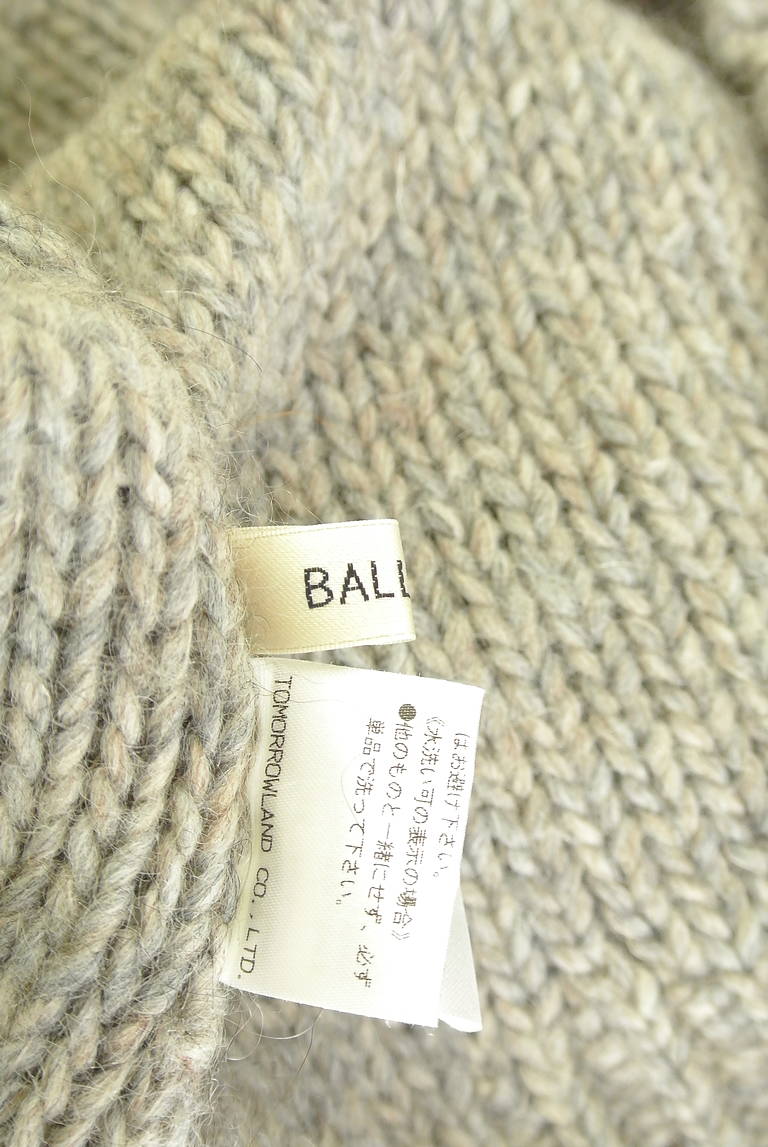 BALL
はお避け下さい。
《水洗い可の表示の場合》
●他のものと一緒にせず、必ず
単品で洗って下さい。
TOMORROWLAND CO., LTD.